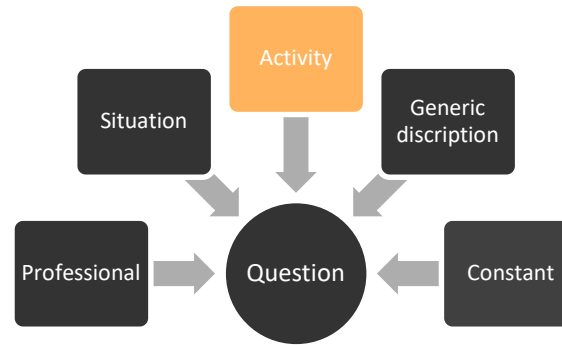 Activity
Situation
Generic
discription
Professional
Question
Constant